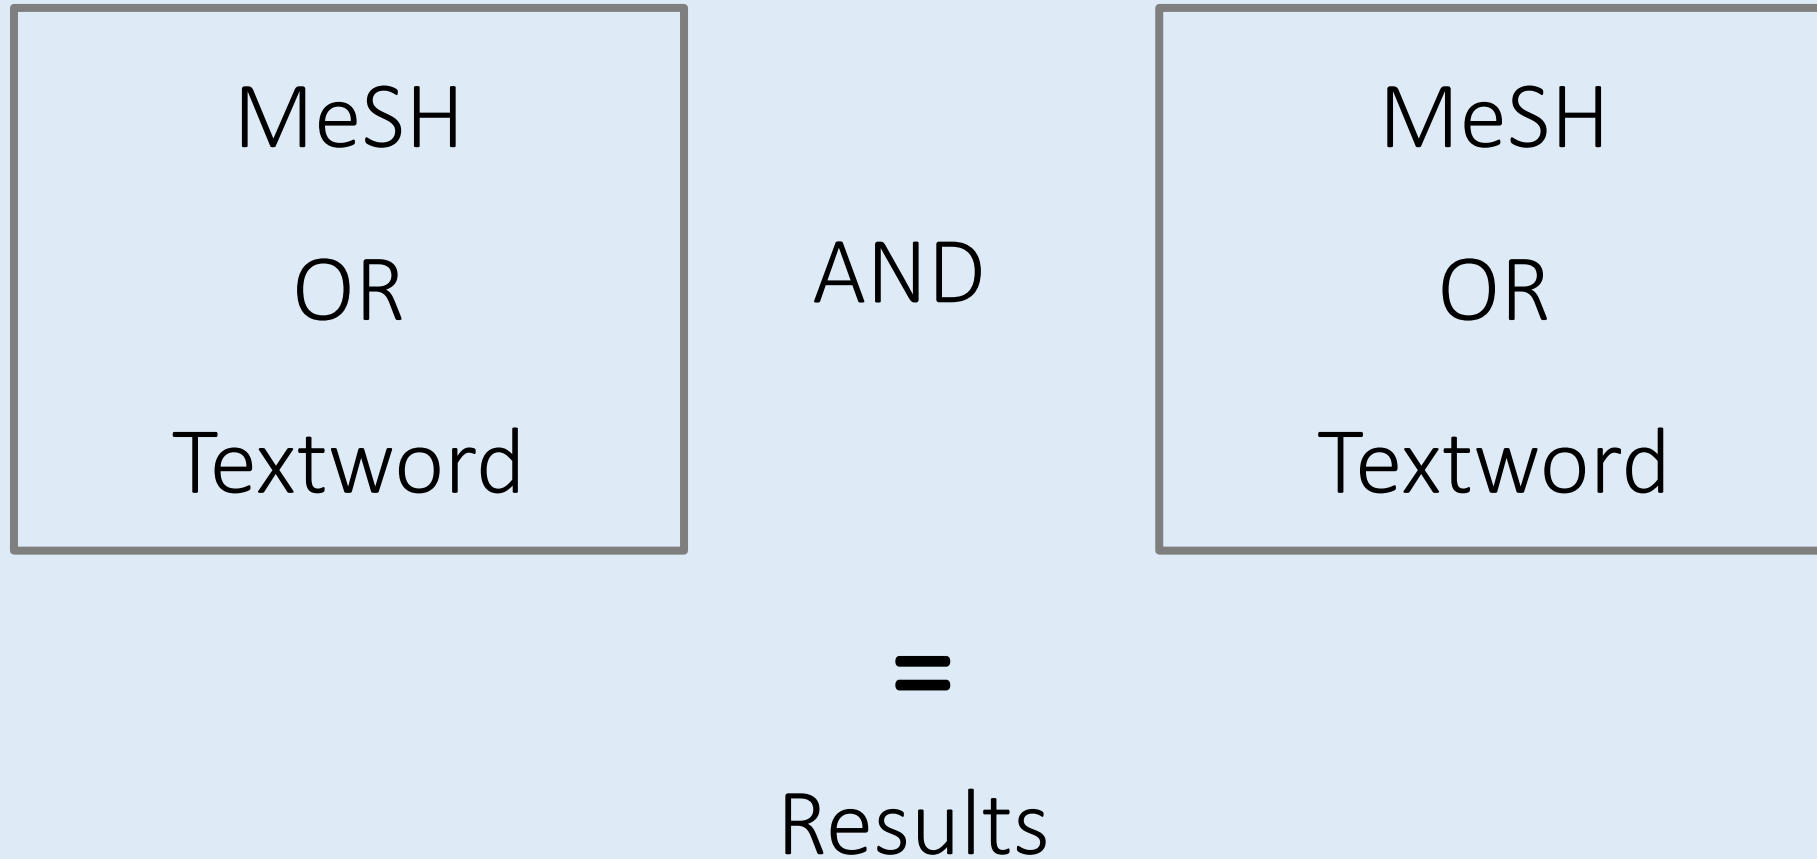 MeSH
OR
Textword
AND
MeSH
OR
Textword
=
Results